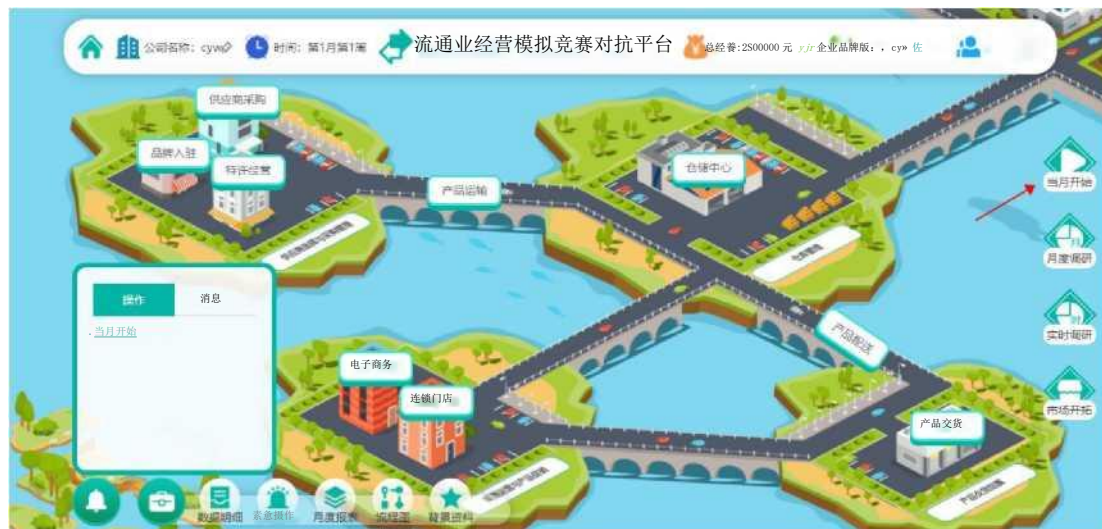 公司名称: cyw
时间: 第1月第1周
流通业经营模拟竞赛对抗平台
总经费:2S00000 元
yjr 企业品牌版:, cy» 佐
供应商采购
品牌入驻
特许经营
产品运输
仓储中心
当月开始
月度调研
实时调研
市场开拓
操作
消息
. 当月开始
产品配送
电子商务
连锁门店
产品交货
数据明细
紧急操作
月度报表
流程图
背景资料